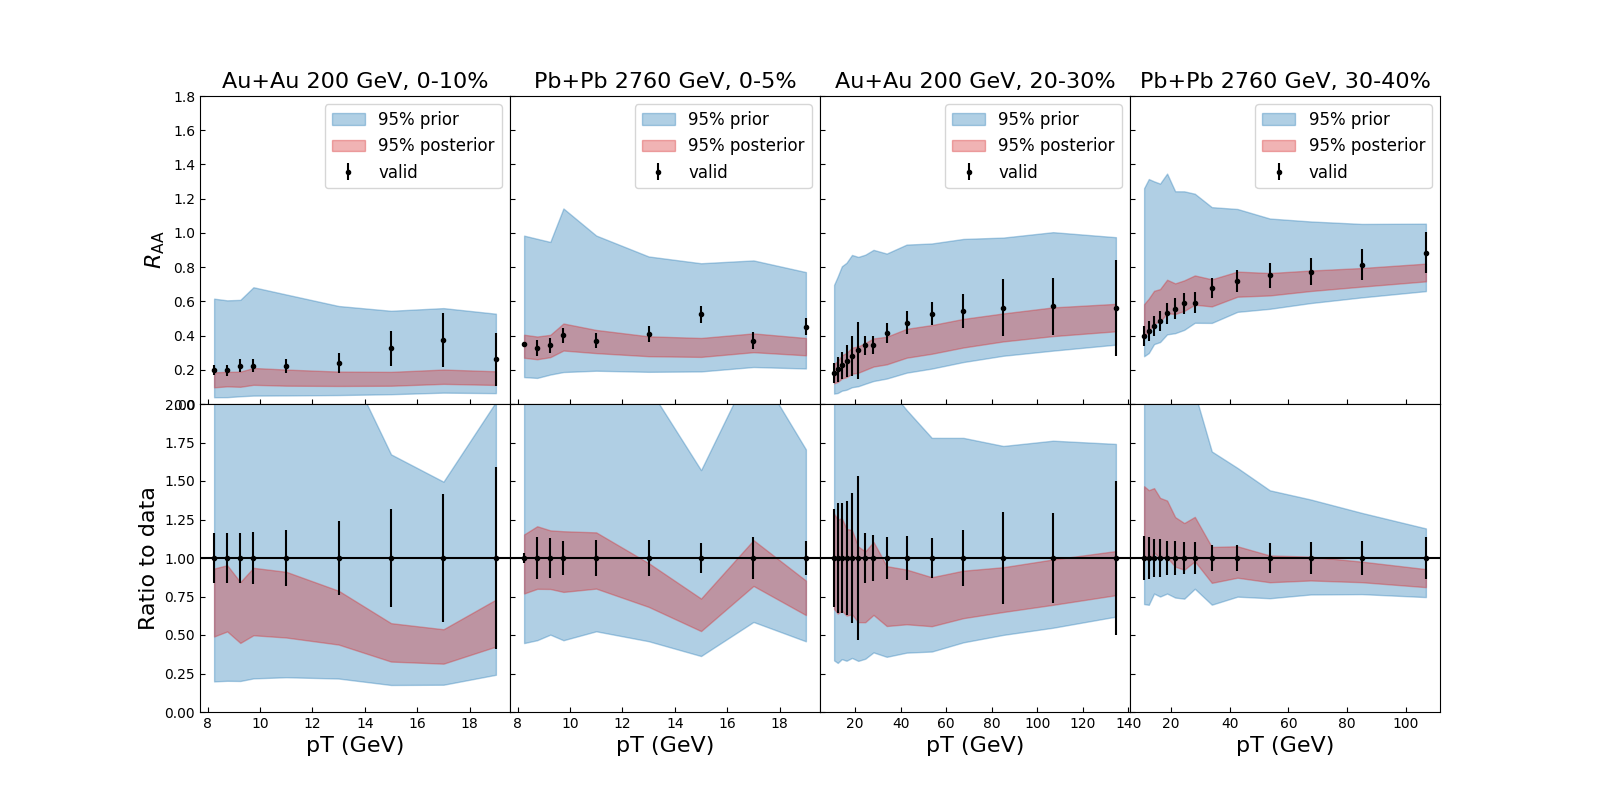 Au+Au 200 GeV, 0-10%
Pb+Pb 2760 GeV, 0-5%
Au+Au 200 GeV, 20-30%
Pb+Pb 2760 GeV, 30-40%
1.8
1.6
1.4
1.2
1.0
0.8
0.6
0.4
0.2
R_AA
95% prior
95% posterior
valid
95% prior
95% posterior
valid
95% prior
95% posterior
valid
95% prior
95% posterior
valid
2.00
1.75
1.50
1.25
1.00
0.75
0.50
0.25
0.00
Ratio to data
8 10 12 14 16 18
8 10 12 14 16 18
20 40 60 80 100 120 140
20 40 60 80 100
pT (GeV)
pT (GeV)
pT (GeV)
pT (GeV)